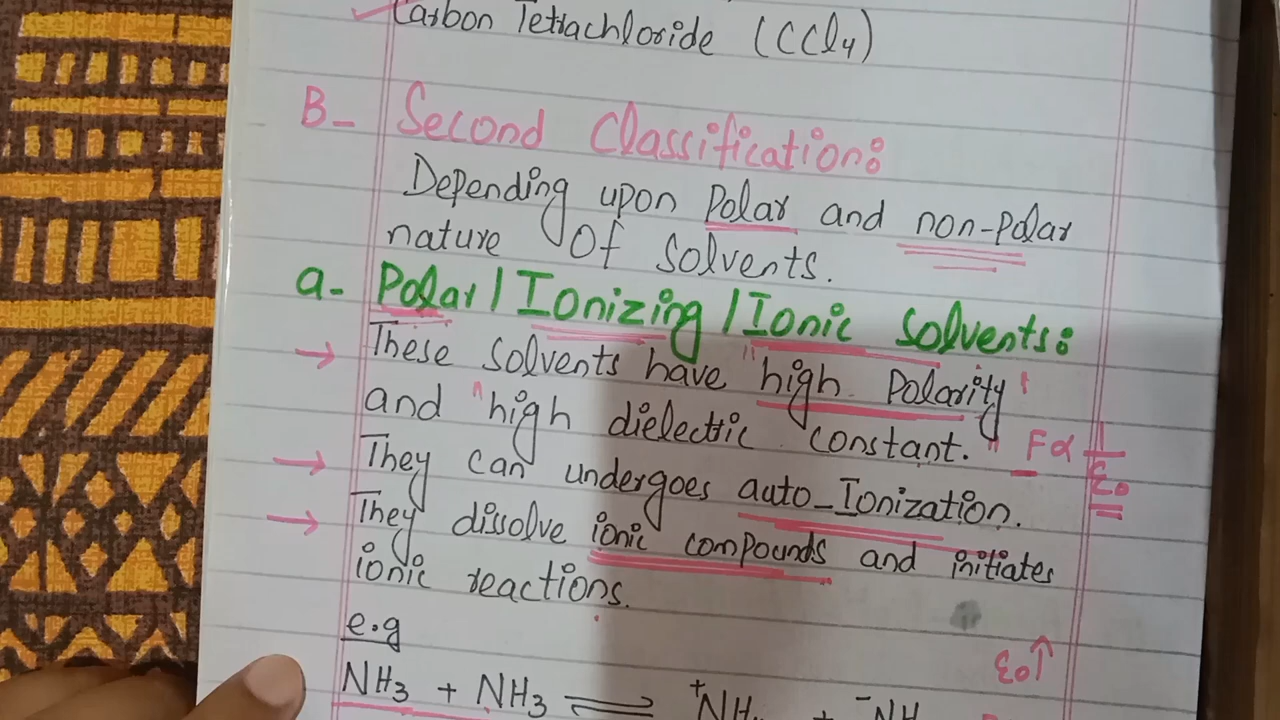 Carbon Tetrachloride (CCl4)
B- Second Classification:
Depending upon Polar and non-polar
nature of solvents.
a- Polar/Ionizing/Ionic solvents:
→ These solvents have "high Polarity"
and "high dielectric constant." F∝ 1/ε0
→ They can undergoes auto-Ionization.
→ They dissolve ionic compounds and initiates
ionic reactions.
e.g
ε0↑
NH3 + NH3 ⇌ +NH + -NH